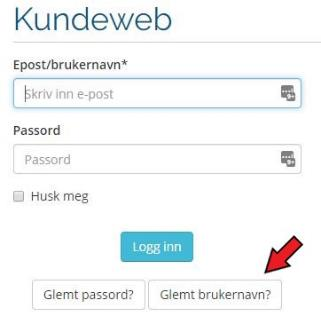 Kundeweb
Epost/brukernavn*
Skriv inn e-post
Passord
Passord
Husk meg
Logg inn
Glemt passord? Glemt brukernavn?